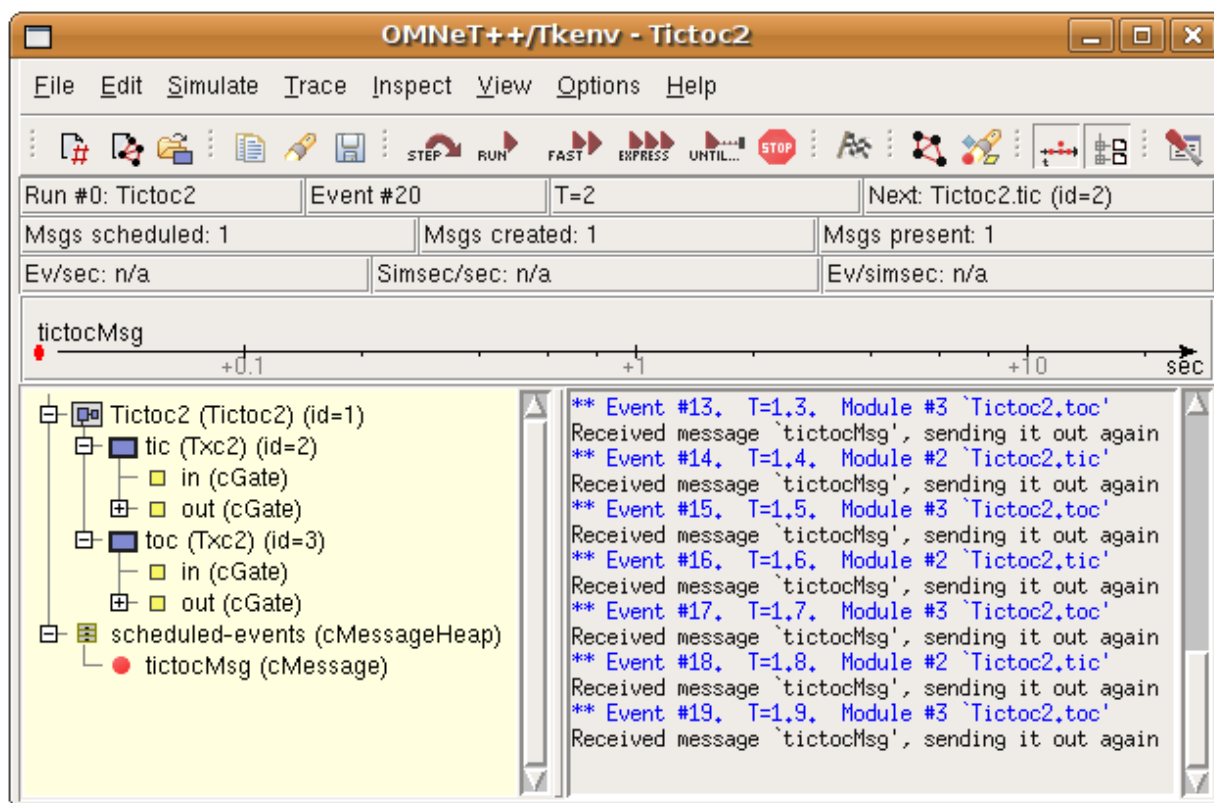 OMNeT++/Tkenv - Tictoc2
File Edit Simulate Trace Inspect View Options Help
STEP RUN FAST EXPRESS UNTIL... STOP
Run #0: Tictoc2 Event #20 T=2 Next: Tictoc2.tic (id=2)
Msgs scheduled: 1 Msgs created: 1 Msgs present: 1
Ev/sec: n/a Simsec/sec: n/a Ev/simsec: n/a
tictocMsg
+0.1 +1 +10 sec
Tictoc2 (Tictoc2) (id=1)
tic (Txc2) (id=2)
in (cGate)
out (cGate)
toc (Txc2) (id=3)
in (cGate)
out (cGate)
scheduled-events (cMessageHeap)
tictocMsg (cMessage)
** Event #13. T=1.3. Module #3 `Tictoc2.toc'
Received message `tictocMsg', sending it out again
** Event #14. T=1.4. Module #2 `Tictoc2.tic'
Received message `tictocMsg', sending it out again
** Event #15. T=1.5. Module #3 `Tictoc2.toc'
Received message `tictocMsg', sending it out again
** Event #16. T=1.6. Module #2 `Tictoc2.tic'
Received message `tictocMsg', sending it out again
** Event #17. T=1.7. Module #3 `Tictoc2.toc'
Received message `tictocMsg', sending it out again
** Event #18. T=1.8. Module #2 `Tictoc2.tic'
Received message `tictocMsg', sending it out again
** Event #19. T=1.9. Module #3 `Tictoc2.toc'
Received message `tictocMsg', sending it out again